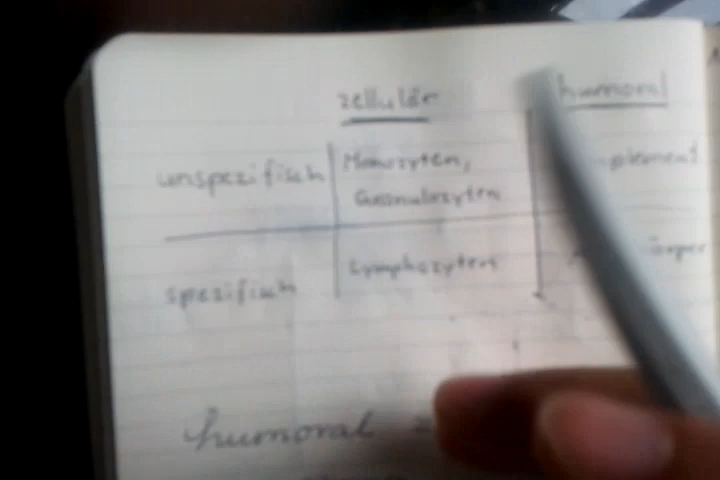 zellulär humoral
unspezifisch Monozyten,
Granulozyten
spezifisch Lymphozyten
humoral =